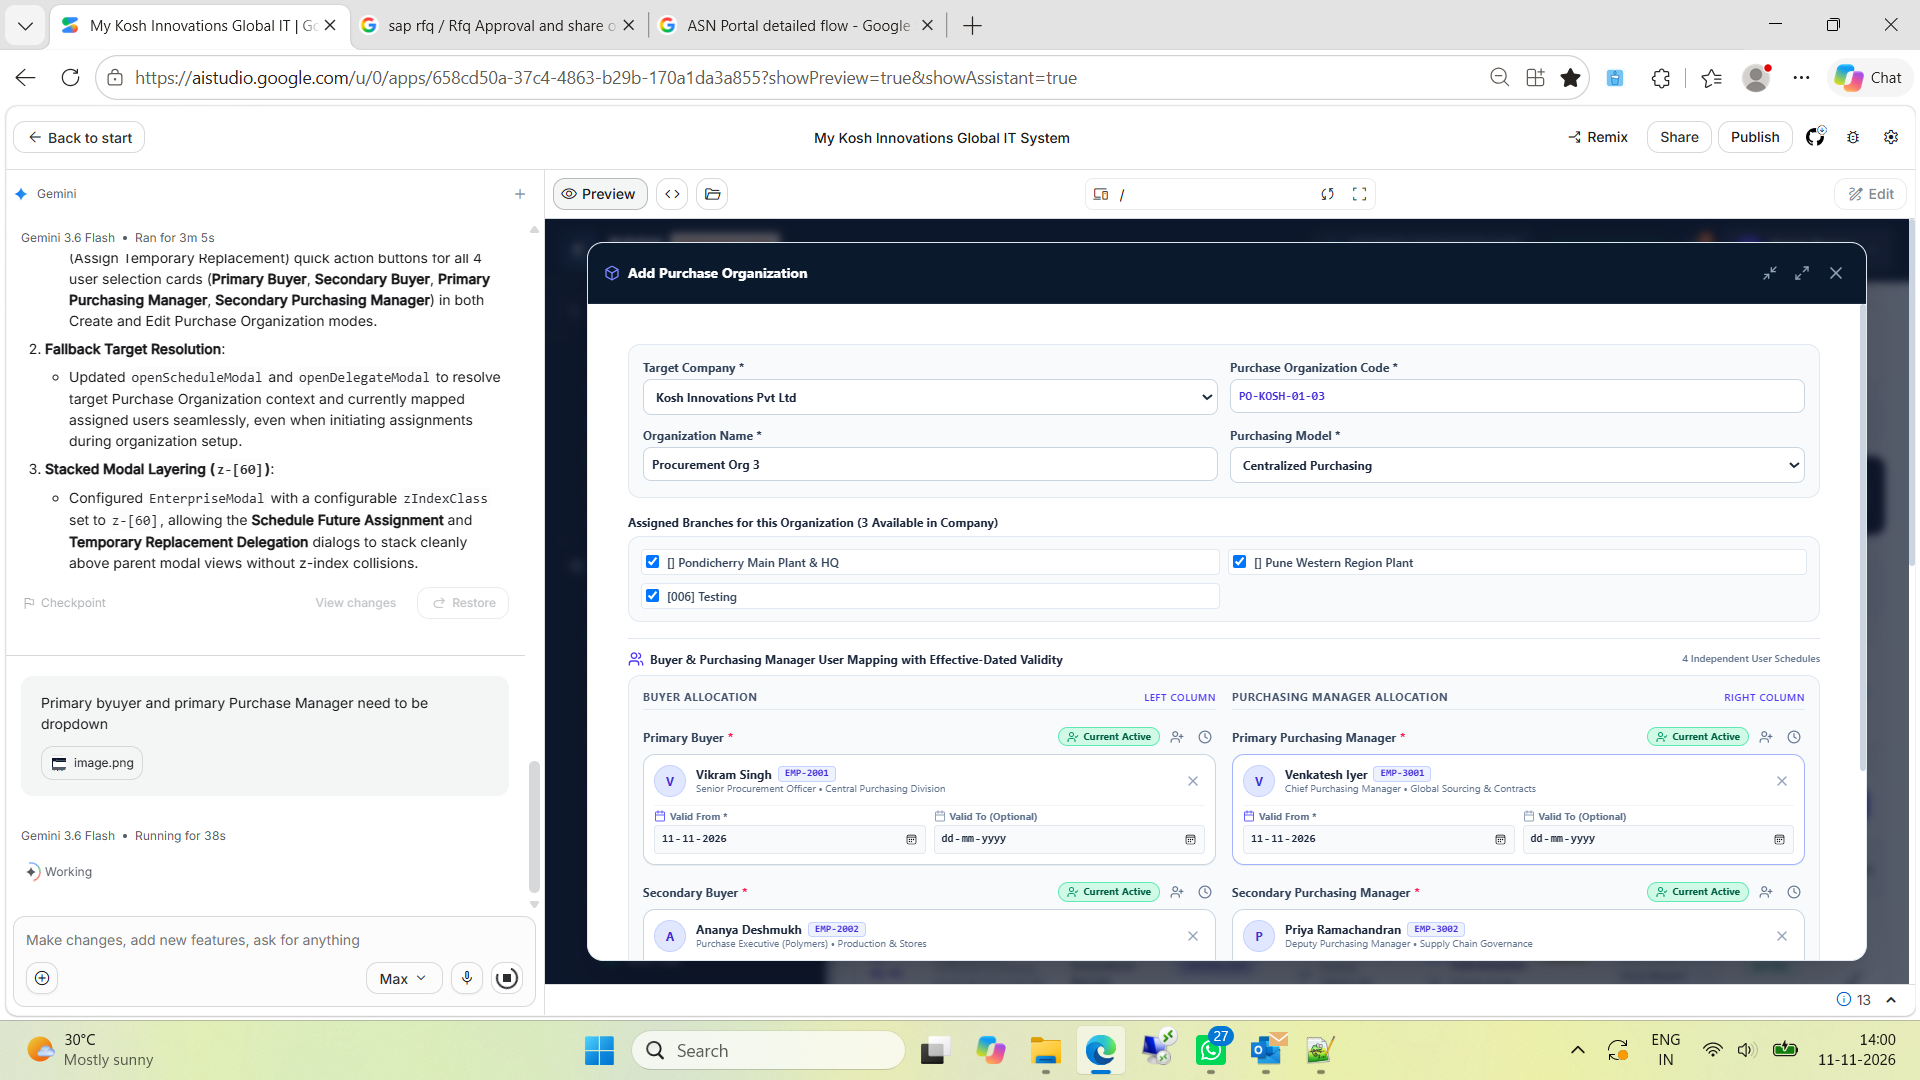 My Kosh Innovations Global IT | Go
sap rfq / Rfq Approval and share o
ASN Portal detailed flow - Google
https://aistudio.google.com/u/0/apps/658cd50a-37c4-4863-b29b-170a1da3a855?showPreview=true&showAssistant=true
Chat
Back to start
My Kosh Innovations Global IT System
Remix
Share
Publish
Gemini
Preview
/
Edit
Gemini 3.6 Flash • Ran for 3m 5s
(Assign Temporary Replacement) quick action buttons for all 4
user selection cards (Primary Buyer, Secondary Buyer, Primary
Purchasing Manager, Secondary Purchasing Manager) in both
Create and Edit Purchase Organization modes.
2. Fallback Target Resolution:
Updated openScheduleModal and openDelegateModal to resolve
target Purchase Organization context and currently mapped
assigned users seamlessly, even when initiating assignments
during organization setup.
3. Stacked Modal Layering (z-[60]):
Configured EnterpriseModal with a configurable zIndexClass
set to z-[60], allowing the Schedule Future Assignment and
Temporary Replacement Delegation dialogs to stack cleanly
above parent modal views without z-index collisions.
Checkpoint
View changes
Restore
Primary byuyer and primary Purchase Manager need to be
dropdown
image.png
Gemini 3.6 Flash • Running for 38s
Working
Make changes, add new features, ask for anything
Max
Add Purchase Organization
Target Company *
Purchase Organization Code *
Kosh Innovations Pvt Ltd
PO-KOSH-01-03
Organization Name *
Purchasing Model *
Procurement Org 3
Centralized Purchasing
Assigned Branches for this Organization (3 Available in Company)
[] Pondicherry Main Plant & HQ
[] Pune Western Region Plant
[006] Testing
Buyer & Purchasing Manager User Mapping with Effective-Dated Validity
4 Independent User Schedules
BUYER ALLOCATION
LEFT COLUMN
PURCHASING MANAGER ALLOCATION
RIGHT COLUMN
Primary Buyer *
Current Active
Primary Purchasing Manager *
Current Active
V
Vikram Singh EMP-2001
Senior Procurement Officer • Central Purchasing Division
V
Venkatesh Iyer EMP-3001
Chief Purchasing Manager • Global Sourcing & Contracts
Valid From *
Valid To (Optional)
Valid From *
Valid To (Optional)
11-11-2026
dd-mm-yyyy
11-11-2026
dd-mm-yyyy
Secondary Buyer *
Current Active
Secondary Purchasing Manager *
Current Active
A
Ananya Deshmukh EMP-2002
Purchase Executive (Polymers) • Production & Stores
P
Priya Ramachandran EMP-3002
Deputy Purchasing Manager • Supply Chain Governance
13
30°C
Mostly sunny
Search
27
ENG
IN
14:00
11-11-2026